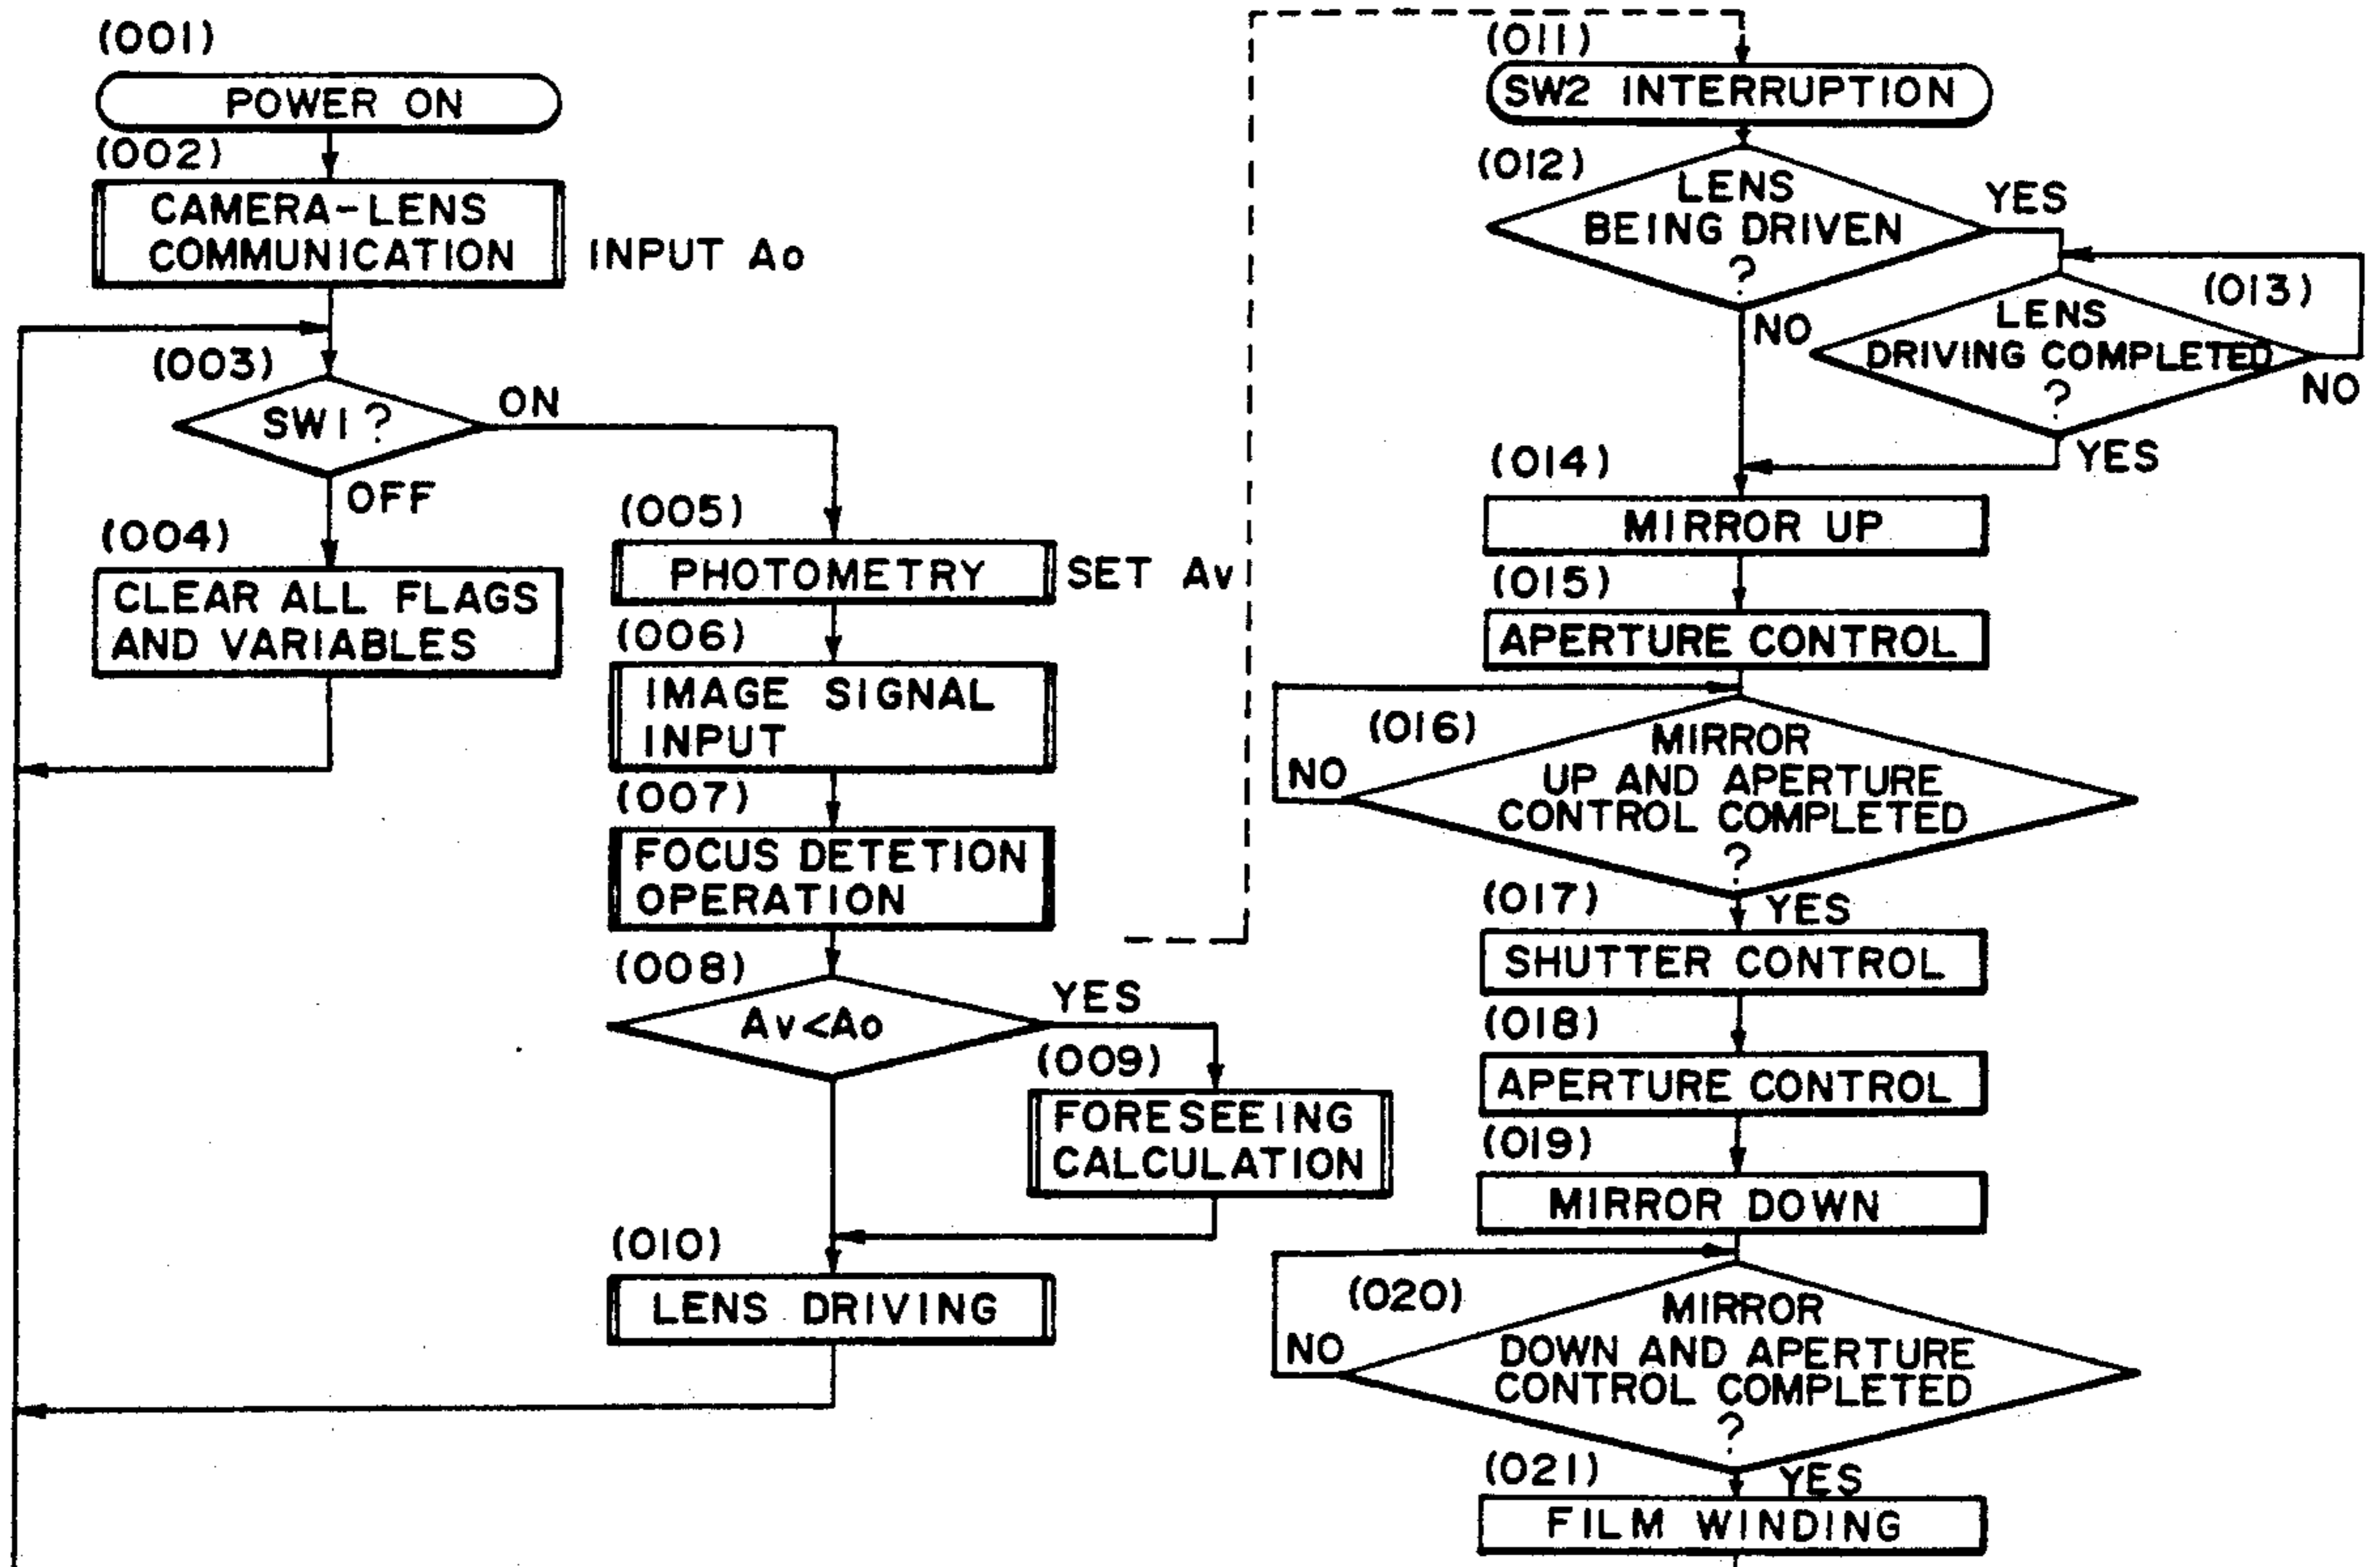 (001)
POWER ON
(002)
CAMERA-LENS
COMMUNICATION
INPUT Ao
(003)
SW1?
ON
OFF
(004)
CLEAR ALL FLAGS
AND VARIABLES
(005)
PHOTOMETRY
SET Av
(006)
IMAGE SIGNAL
INPUT
(007)
FOCUS DETETION
OPERATION
(008)
Av<Ao
YES
(009)
FORESEEING
CALCULATION
(010)
LENS DRIVING
(011)
SW2 INTERRUPTION
(012)
LENS
BEING DRIVEN
?
YES
NO
(013)
LENS
DRIVING COMPLETED
?
NO
YES
(014)
MIRROR UP
(015)
APERTURE CONTROL
(016)
MIRROR
UP AND APERTURE
CONTROL COMPLETED
?
NO
YES
(017)
SHUTTER CONTROL
(018)
APERTURE CONTROL
(019)
MIRROR DOWN
(020)
MIRROR
DOWN AND APERTURE
CONTROL COMPLETED
?
NO
YES
(021)
FILM WINDING